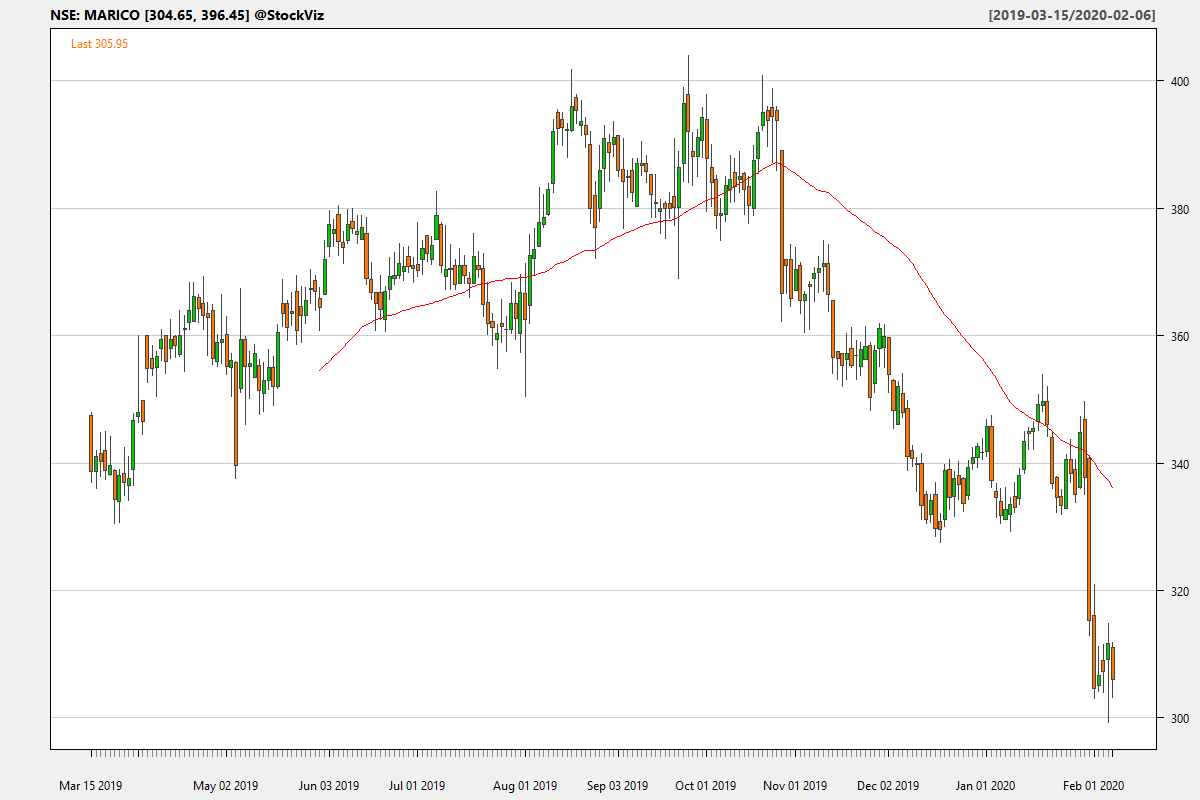 NSE: MARICO [304.65, 396.45] @StockViz
[2019-03-15/2020-02-06]
Last 305.95
400
380
360
340
320
300
Mar 15 2019 May 02 2019 Jun 03 2019 Jul 01 2019 Aug 01 2019 Sep 03 2019 Oct 01 2019 Nov 01 2019 Dec 02 2019 Jan 01 2020 Feb 01 2020